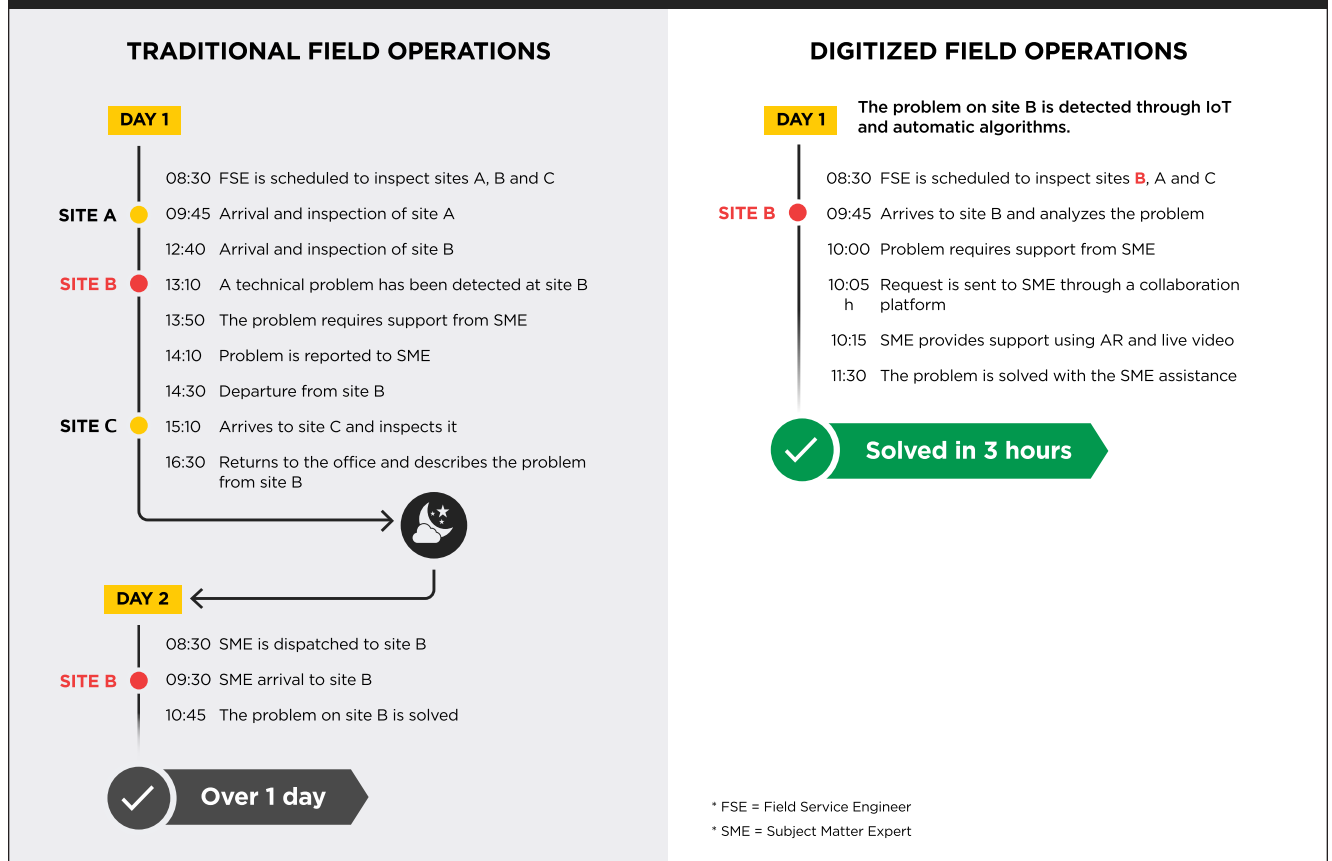 TRADITIONAL FIELD OPERATIONS
DAY 1
08:30 FSE is scheduled to inspect sites A, B and C
SITE A 09:45 Arrival and inspection of site A
12:40 Arrival and inspection of site B
SITE B 13:10 A technical problem has been detected at site B
13:50 The problem requires support from SME
14:10 Problem is reported to SME
14:30 Departure from site B
SITE C 15:10 Arrives to site C and inspects it
16:30 Returns to the office and describes the problem
from site B
DAY 2
08:30 SME is dispatched to site B
SITE B 09:30 SME arrival to site B
10:45 The problem on site B is solved
Over 1 day
DIGITIZED FIELD OPERATIONS
DAY 1
The problem on site B is detected through IoT
and automatic algorithms.
08:30 FSE is scheduled to inspect sites B, A and C
SITE B 09:45 Arrives to site B and analyzes the problem
10:00 Problem requires support from SME
10:05 Request is sent to SME through a collaboration
h platform
10:15 SME provides support using AR and live video
11:30 The problem is solved with the SME assistance
Solved in 3 hours
* FSE = Field Service Engineer
* SME = Subject Matter Expert